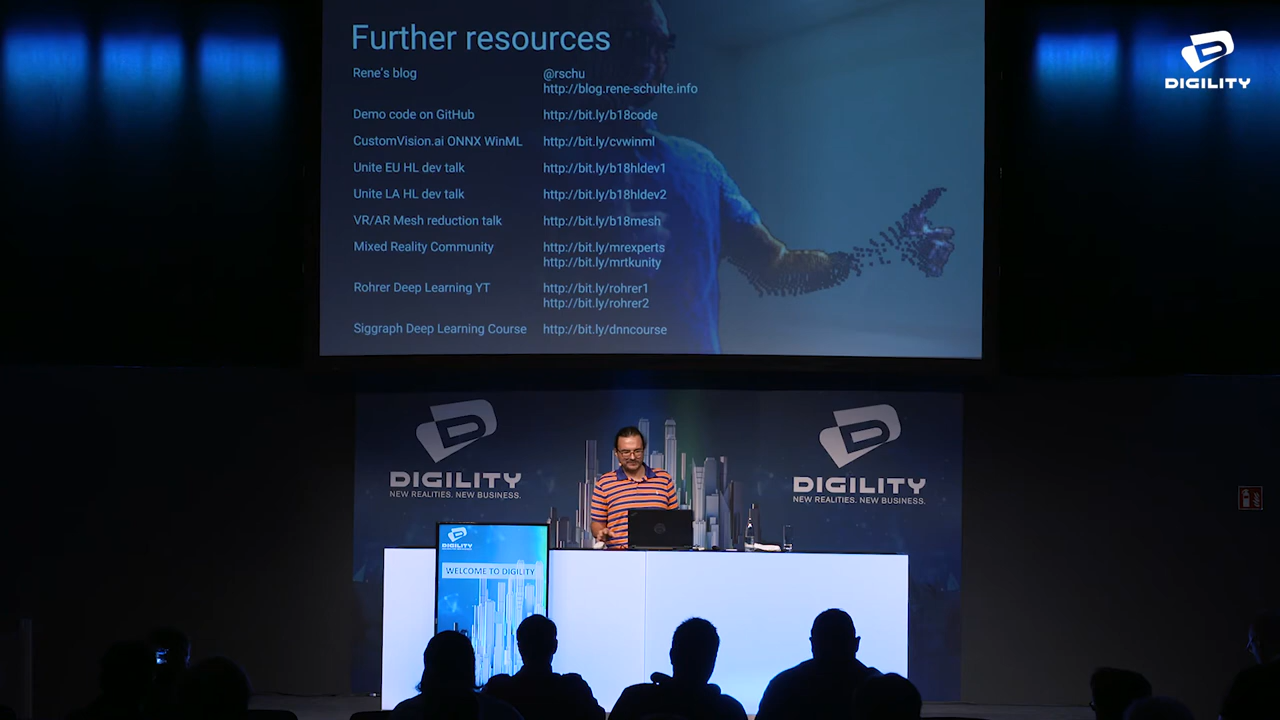 Further resources
Rene's blog @rschu
http://blog.rene-schulte.info
Demo code on GitHub http://bit.ly/b18code
CustomVision.ai ONNX WinML http://bit.ly/cvwinml
Unite EU HL dev talk http://bit.ly/b18hldev1
Unite LA HL dev talk http://bit.ly/b18hldev2
VR/AR Mesh reduction talk http://bit.ly/b18mesh
Mixed Reality Community http://bit.ly/mrexperts
http://bit.ly/mrtkunity
Rohrer Deep Learning YT http://bit.ly/rohrer1
http://bit.ly/rohrer2
Siggraph Deep Learning Course http://bit.ly/dnncourse
DIGILITY
DIGILITY
NEW REALITIES. NEW BUSINESS.
DIGILITY
NEW REALITIES. NEW BUSINESS.
DIGILITY
WELCOME TO DIGILITY